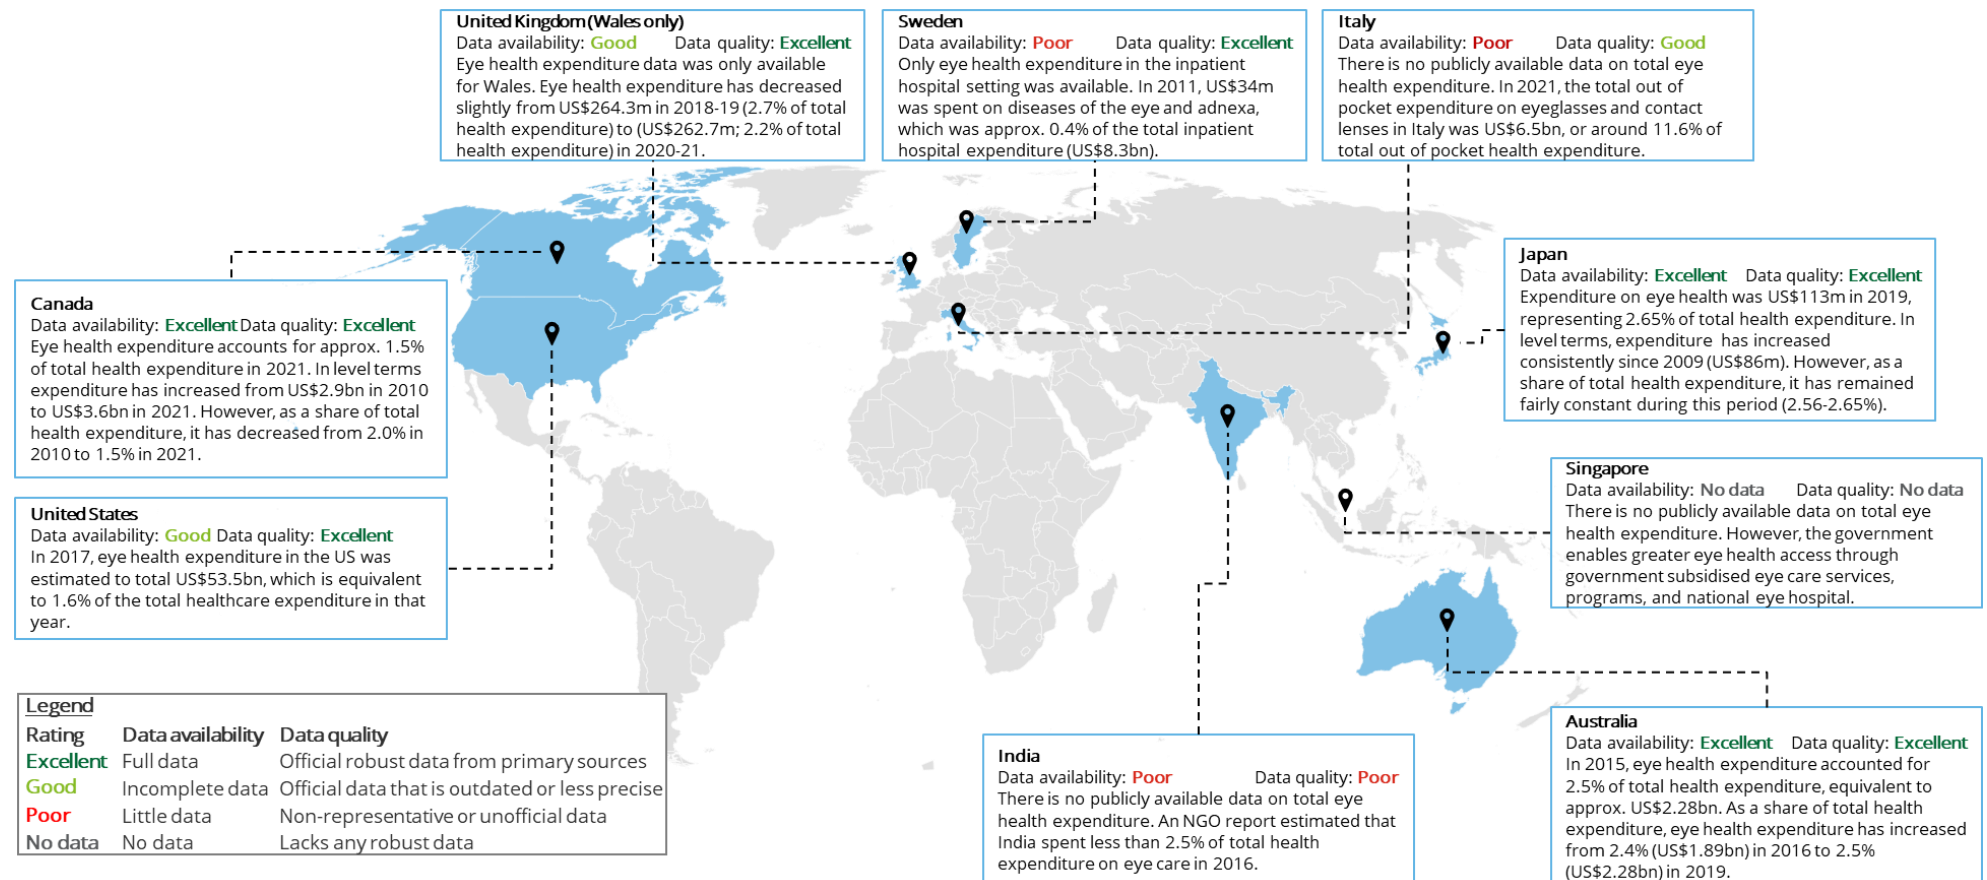 United Kingdom (Wales only)
Data availability: Good Data quality: Excellent
Eye health expenditure data was only available
for Wales. Eye health expenditure has decreased
slightly from US$264.3m in 2018-19 (2.7% of total
health expenditure) to (US$262.7m; 2.2% of total
health expenditure) in 2020-21.
Sweden
Data availability: Poor Data quality: Excellent
Only eye health expenditure in the inpatient
hospital setting was available. In 2011, US$34m
was spent on diseases of the eye and adnexa,
which was approx. 0.4% of the total inpatient
hospital expenditure (US$8.3bn).
Italy
Data availability: Poor Data quality: Good
There is no publicly available data on total eye
health expenditure. In 2021, the total out of
pocket expenditure on eyeglasses and contact
lenses in Italy was US$6.5bn, or around 11.6% of
total out of pocket health expenditure.
Canada
Data availability: Excellent Data quality: Excellent
Eye health expenditure accounts for approx. 1.5%
of total health expenditure in 2021. In level terms
expenditure has increased from US$2.9bn in 2010
to US$3.6bn in 2021. However, as a share of total
health expenditure, it has decreased from 2.0% in
2010 to 1.5% in 2021.
Japan
Data availability: Excellent Data quality: Excellent
Expenditure on eye health was US$113m in 2019,
representing 2.65% of total health expenditure. In
level terms, expenditure has increased
consistently since 2009 (US$86m). However, as a
share of total health expenditure, it has remained
fairly constant during this period (2.56-2.65%).
United States
Data availability: Good Data quality: Excellent
In 2017, eye health expenditure in the US was
estimated to total US$53.5bn, which is equivalent
to 1.6% of the total healthcare expenditure in that
year.
Singapore
Data availability: No data Data quality: No data
There is no publicly available data on total eye
health expenditure. However, the government
enables greater eye health access through
government subsidised eye care services,
programs, and national eye hospital.
Legend
Rating Data availability Data quality
Excellent Full data Official robust data from primary sources
Good Incomplete data Official data that is outdated or less precise
Poor Little data Non-representative or unofficial data
No data No data Lacks any robust data
India
Data availability: Poor Data quality: Poor
There is no publicly available data on total eye
health expenditure. An NGO report estimated that
India spent less than 2.5% of total health
expenditure on eye care in 2016.
Australia
Data availability: Excellent Data quality: Excellent
In 2015, eye health expenditure accounted for
2.5% of total health expenditure, equivalent to
approx. US$2.28bn. As a share of total health
expenditure, eye health expenditure has increased
from 2.4% (US$1.89bn) in 2016 to 2.5%
(US$2.28bn) in 2019.